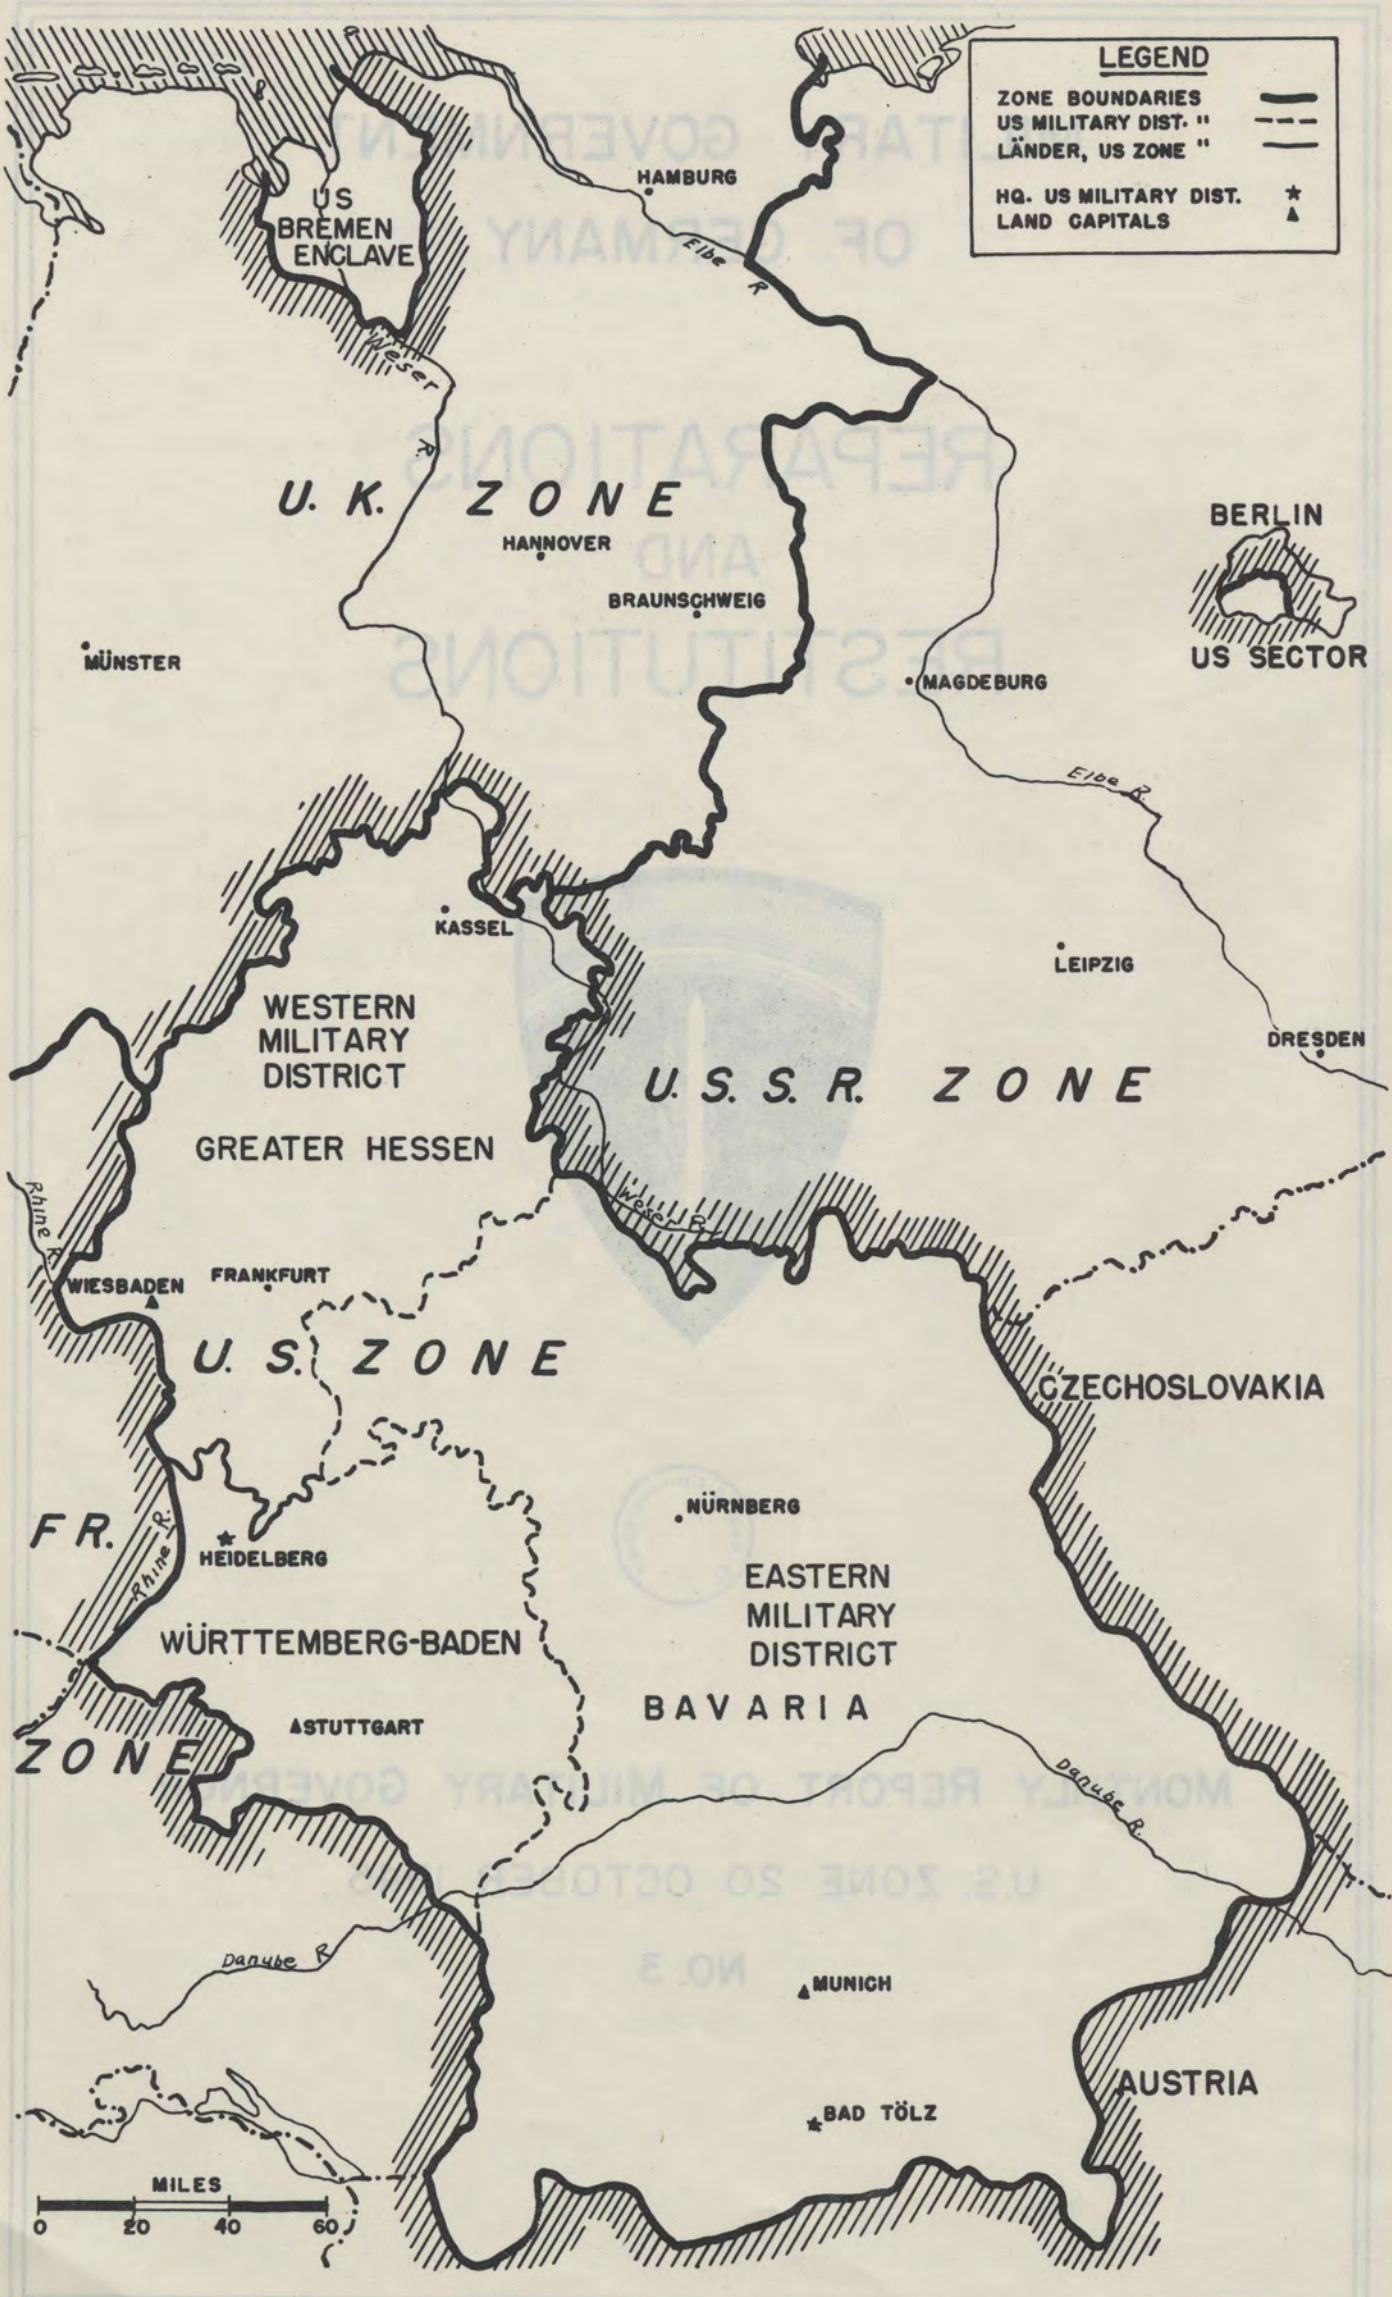 LEGEND
ZONE BOUNDARIES
US MILITARY DIST. "
LÄNDER, US ZONE "
HQ. US MILITARY DIST.
LAND CAPITALS
HAMBURG
US
BREMEN
ENCLAVE
Elbe
R
Weser
R.
U. K. ZONE
HANNOVER
BERLIN
BRAUNSCHWEIG
MÜNSTER
US SECTOR
MAGDEBURG
Elbe R.
KASSEL
LEIPZIG
WESTERN
MILITARY
DISTRICT
DRESDEN
U. S. S. R. ZONE
GREATER HESSEN
Rhine R.
Weser R.
WIESBADEN
FRANKFURT
U. S. ZONE
CZECHOSLOVAKIA
NÜRNBERG
FR.
Rhine R.
HEIDELBERG
EASTERN
MILITARY
DISTRICT
WÜRTTEMBERG-BADEN
BAVARIA
STUTTGART
ZONE
Danube R.
Danube R
MUNICH
AUSTRIA
BAD TÖLZ
MILES
0 20 40 60
MILITARY GOVERNMENT
OF GERMANY
REPARATIONS
AND
RESTITUTIONS
MONTHLY REPORT OF MILITARY GOVERN
U.S. ZONE 20 OCTOBER
NO. 3